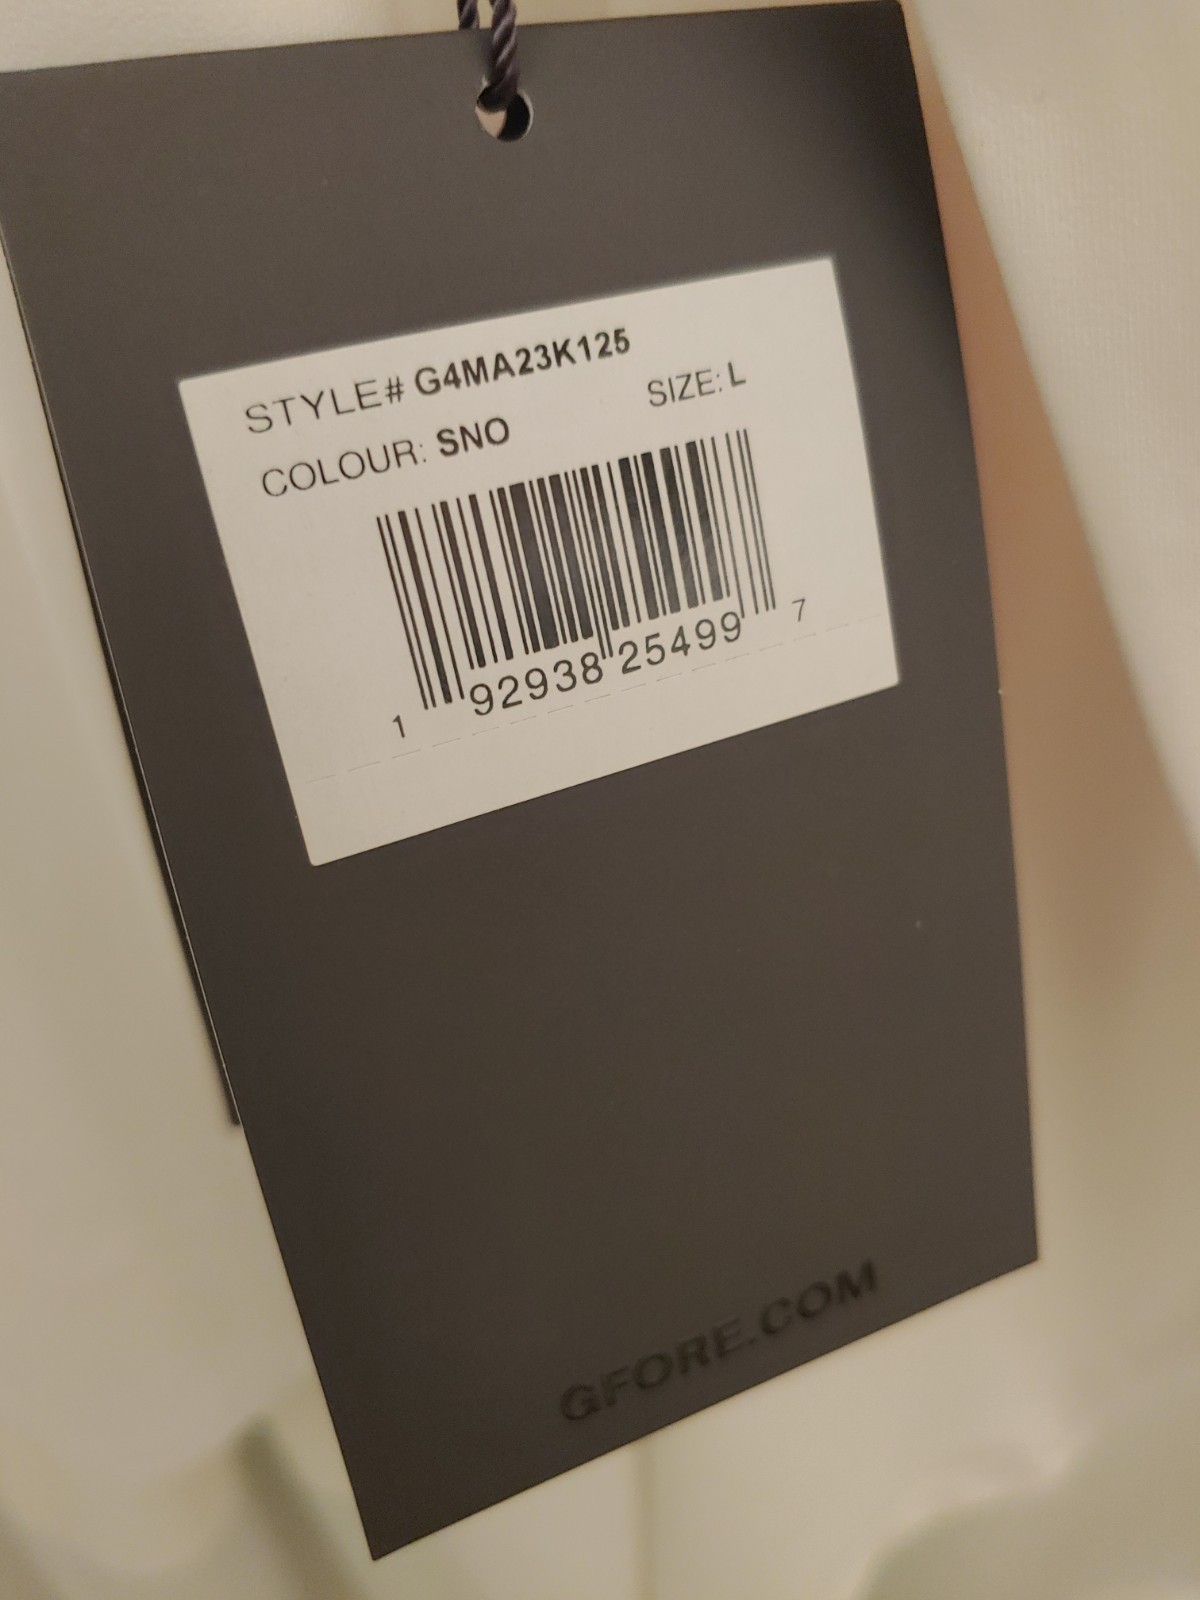 STYLE# G4MA23K125
COLOUR: SNO
SIZE: L
1 92938 25499 7
GFORE.COM